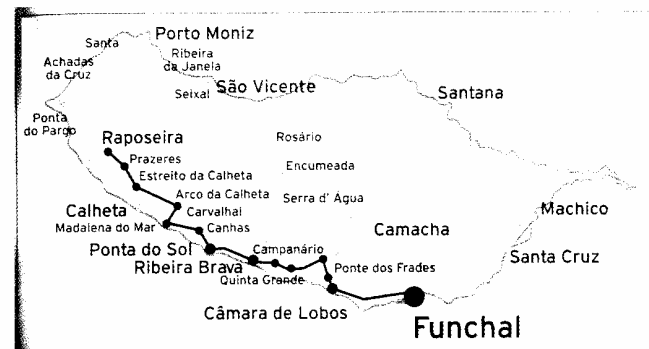 Porto Moniz
Santa
Ribeira
da Janela
Achadas
da Cruz
Seixal
São Vicente
Santana
Ponta
do Pargo
Rosário
Raposeira
Prazeres
Encumeada
Estreito da Calheta
Arco da Calheta
Serra d' Água
Calheta
Carvalhal
Machico
Madalena do Mar
Canhas
Camacha
Ponta do Sol
Campanário
Santa Cruz
Ribeira Brava
Ponte dos Frades
Quinta Grande
Câmara de Lobos
Funchal